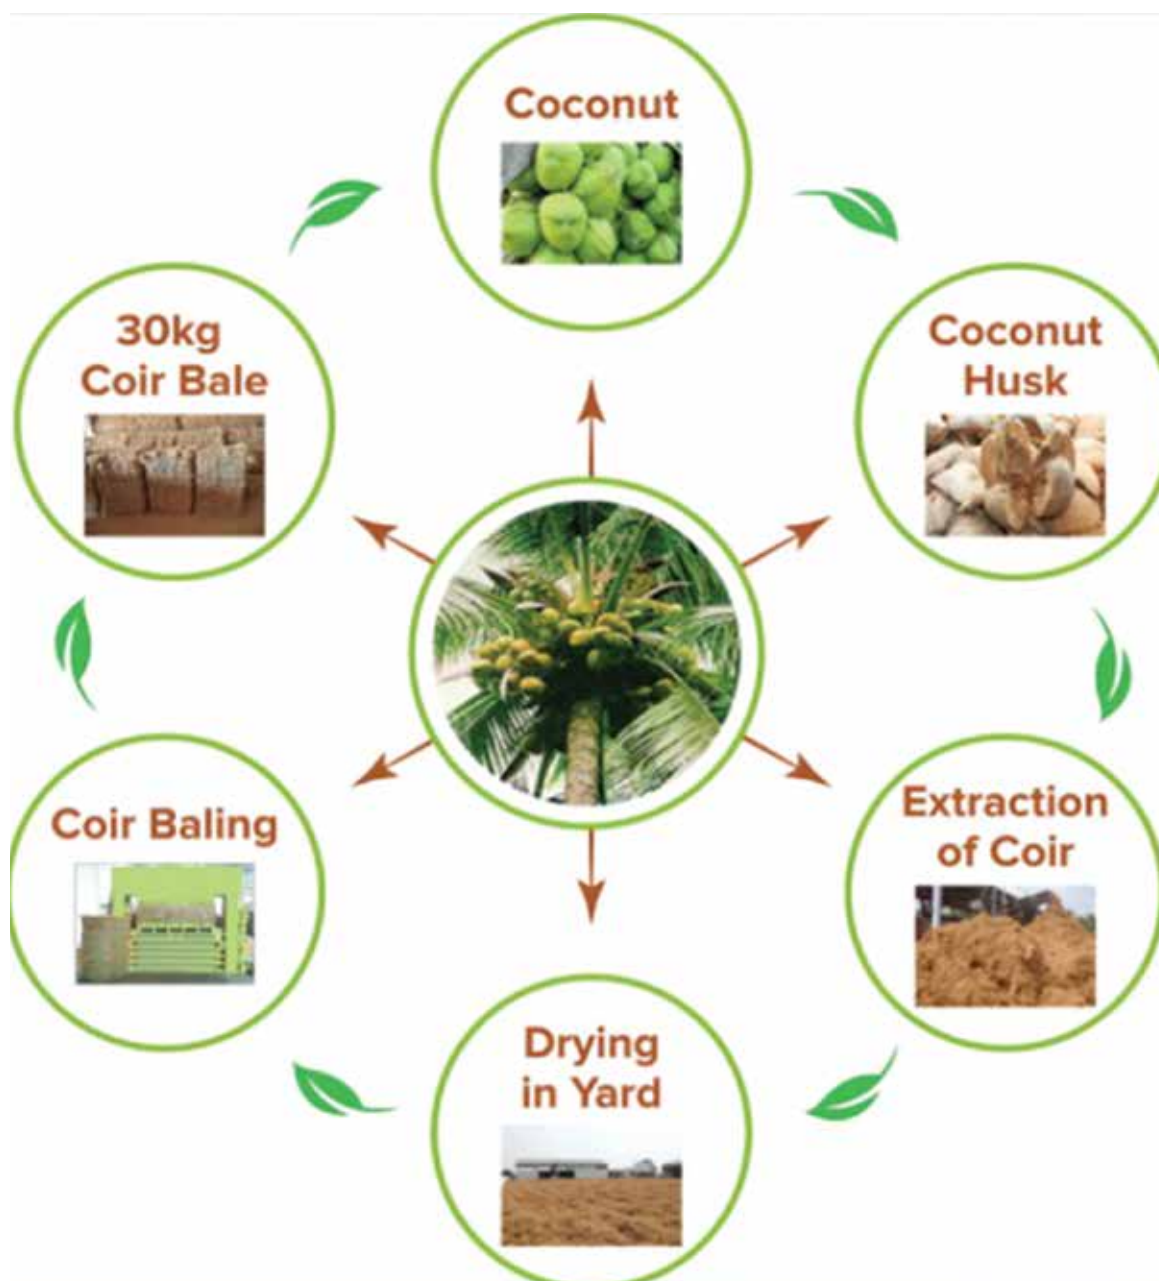 Coconut
Coconut
Husk
Extraction
of Coir
Drying
in Yard
Coir Baling
30kg
Coir Bale